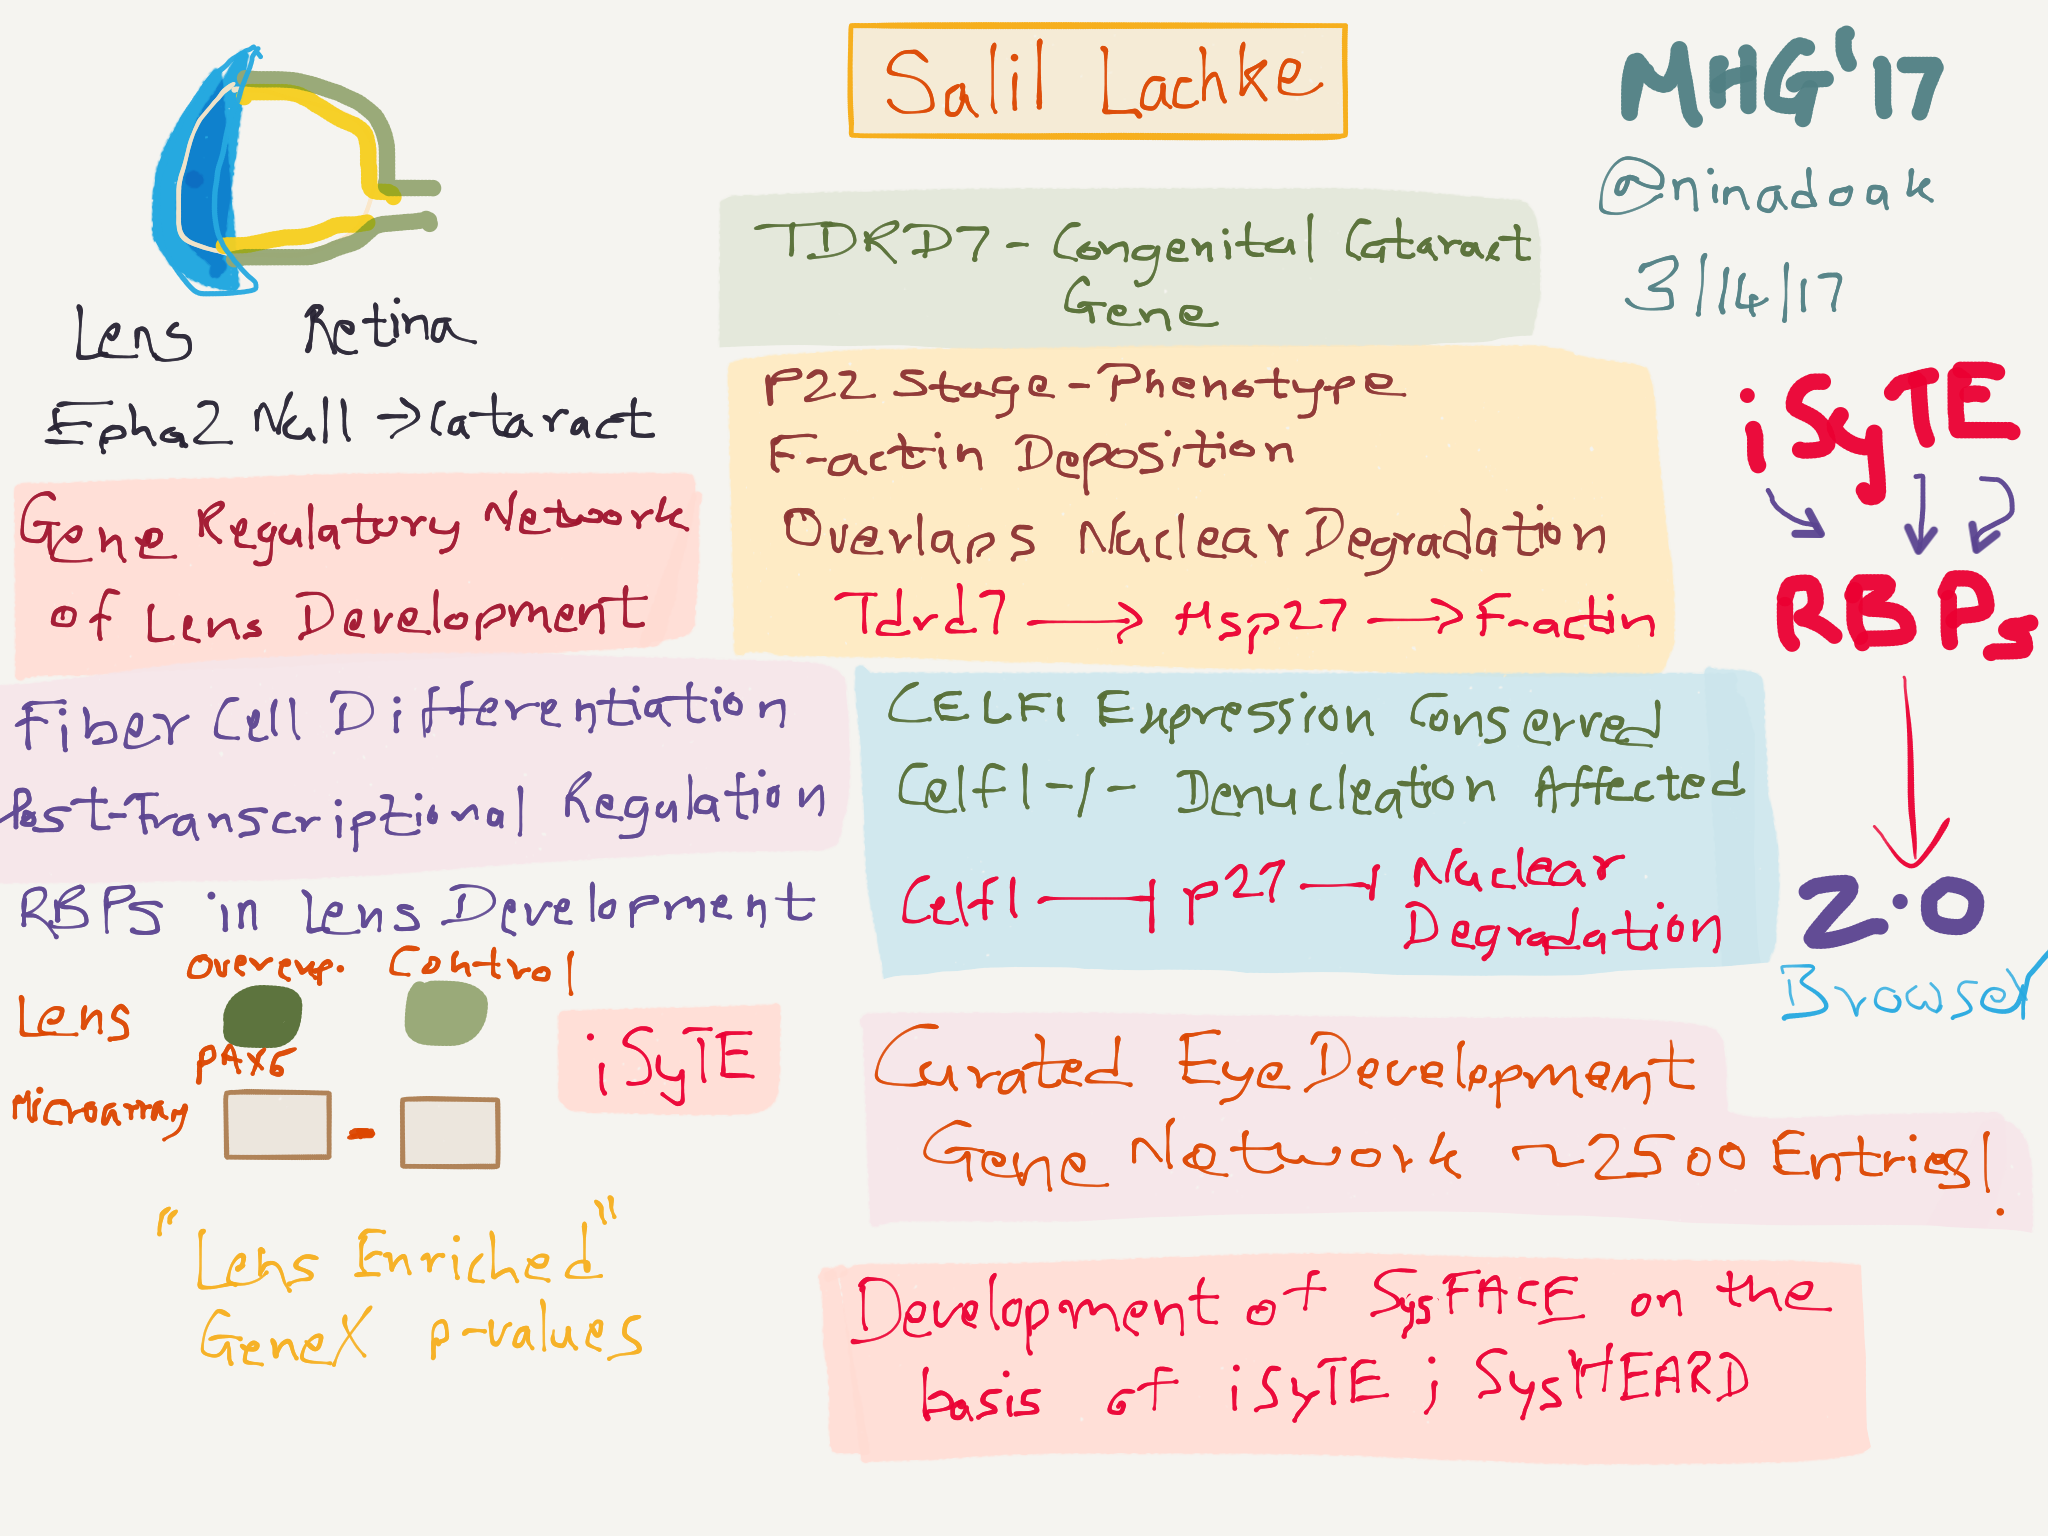 Salil Lachke
MHG'17
@ninadoak
3/14/17
Lens Retina
Epha2 Null → Cataract
Gene Regulatory Network
of Lens Development
Fiber Cell Differentiation
Post-Transcriptional Regulation
RBPs in Lens Development
Overexp. Control
Lens
PAX6
Microarray
-
iSyTE
"Lens Enriched"
GeneX p-values
TDRD7 - Congenital Cataract
Gene
P22 Stage - Phenotype
F-actin Deposition
Overlaps Nuclear Degradation
Tdrd7 → Hsp27 → F-actin
CELF1 Expression Conserved
Celf1 -/- Denucleation Affected
Celf1 ⊣ p27 ⊣ Nuclear
Degradation
Curated Eye Development
Gene Network ~2500 Entries!
Development of SysFACE on the
basis of iSyTE ; SysHEARD
iSyTE
RBPs
2.0
Browser